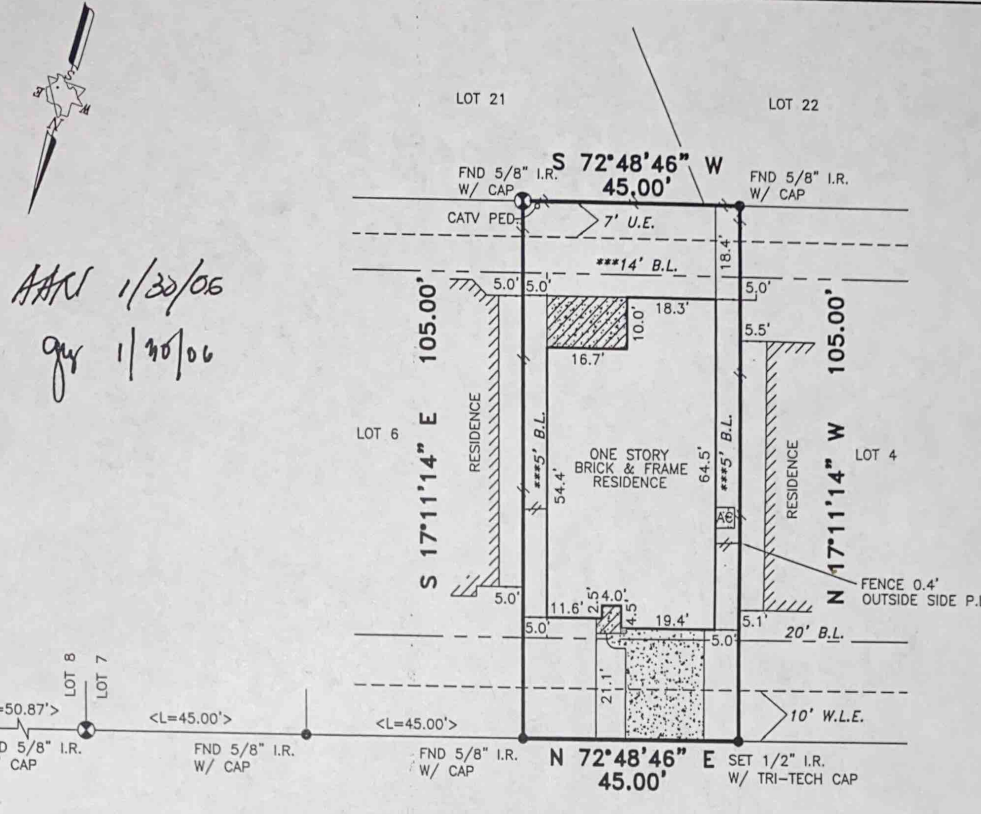 LOT 21
LOT 22
S 72°48'46" W
45.00'
FND 5/8" I.R.
W/ CAP
FND 5/8" I.R.
W/ CAP
CATV PED.
7' U.E.
18.4'
***14' B.L.
1/30/06
1/30/06
5.0'
5.0'
5.0'
18.3'
10.0'
16.7'
5.5'
S 17°11'14" E 105.00'
N 17°11'14" W 105.00'
LOT 6
RESIDENCE
***5' B.L.
54.4'
ONE STORY
BRICK & FRAME
RESIDENCE
64.5'
***5' B.L.
RESIDENCE
LOT 4
FENCE 0.4'
OUTSIDE SIDE P.
5.0'
11.6'
2.5'
4.0'
4.5'
19.4'
5.0'
5.0'
5.1'
20' B.L.
21.1'
10' W.L.E.
LOT 8
LOT 7
=50.87'>
<L=45.00'>
<L=45.00'>
D 5/8" I.R.
CAP
FND 5/8" I.R.
W/ CAP
FND 5/8" I.R.
W/ CAP
N 72°48'46" E
45.00'
SET 1/2" I.R.
W/ TRI-TECH CAP